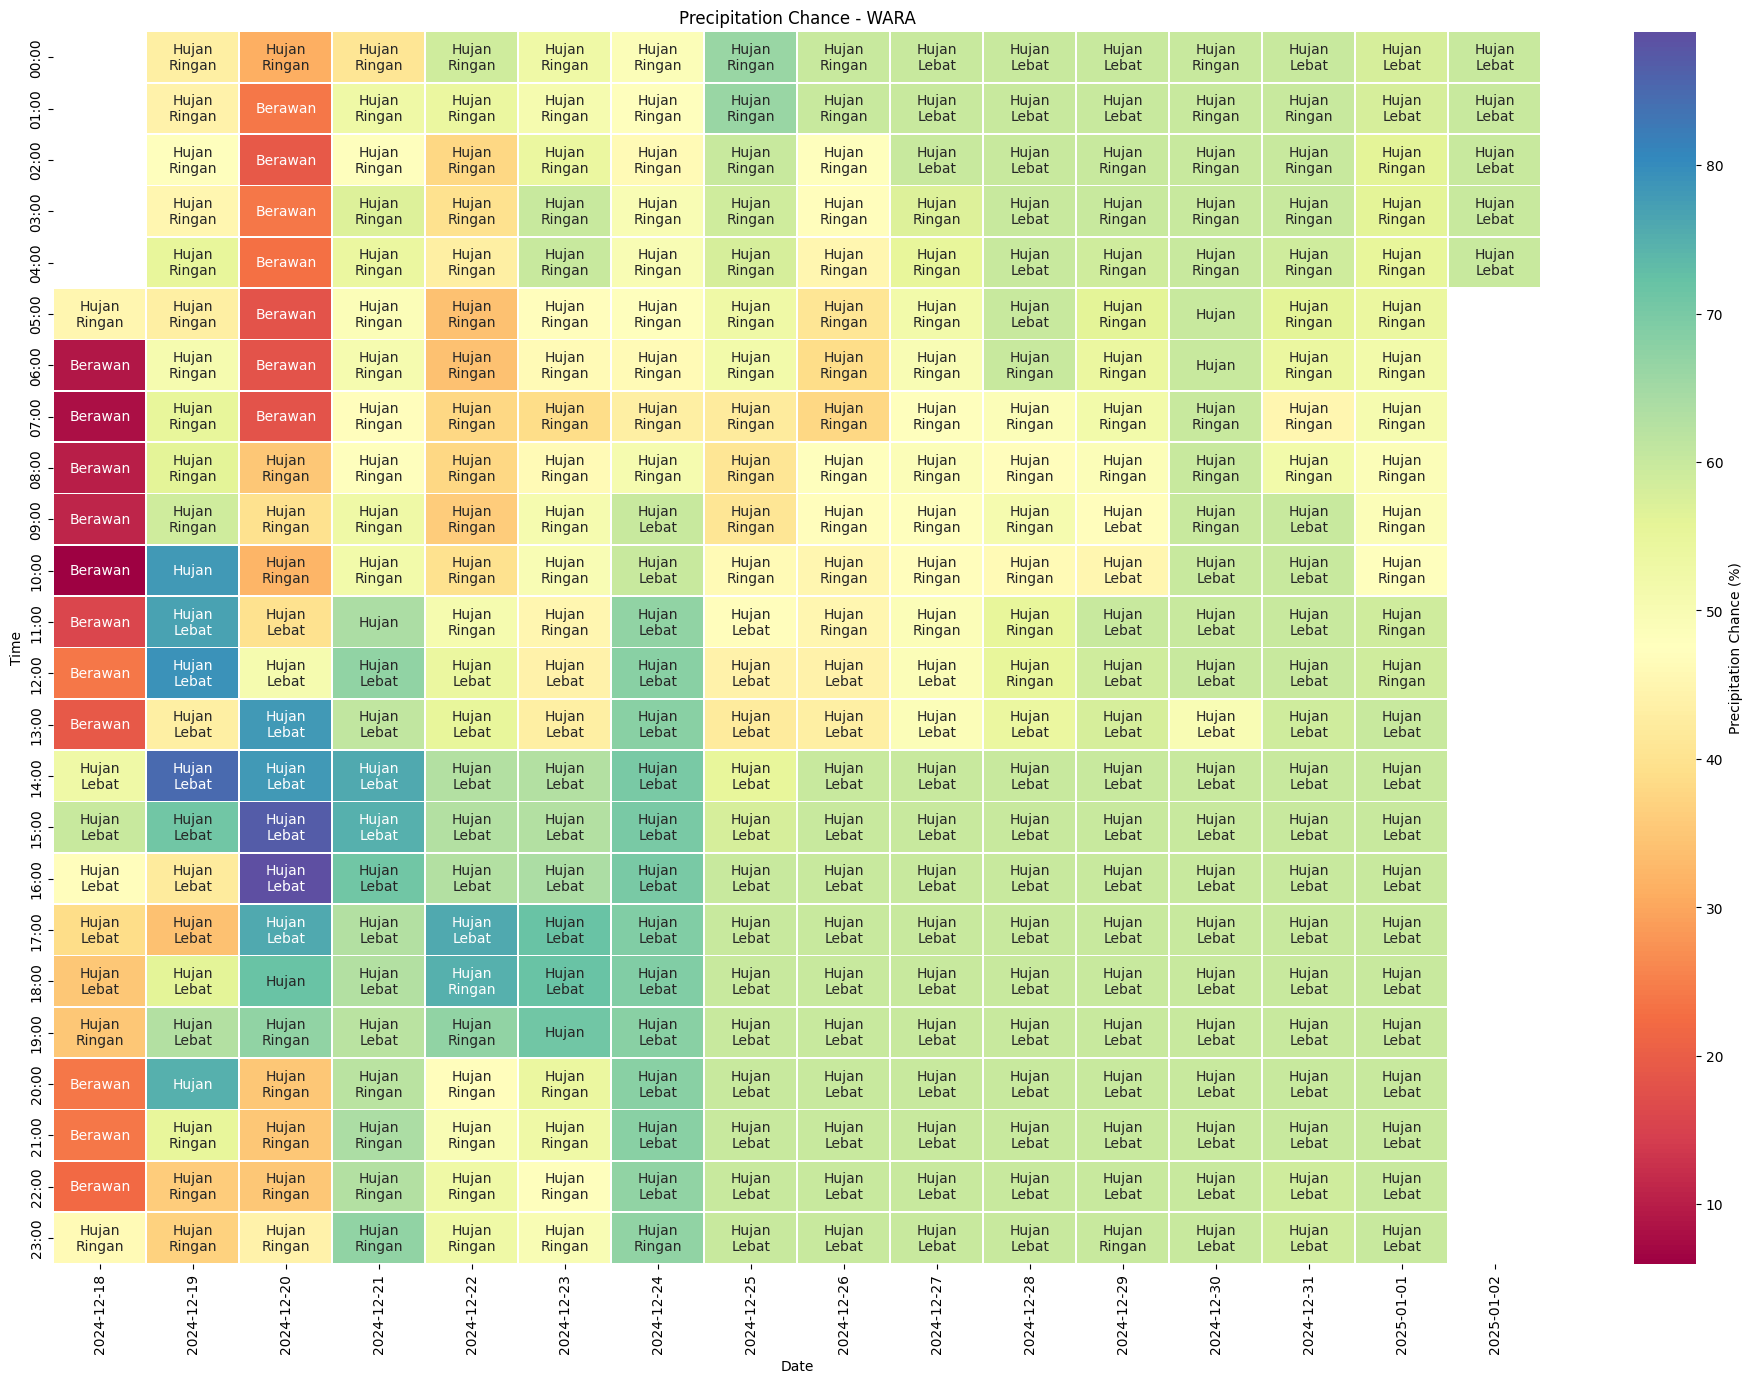 Precipitation Chance - WARA
Time
00:00
Hujan Hujan Hujan Hujan Hujan Hujan Hujan Hujan Hujan Hujan Hujan Hujan Hujan Hujan Hujan
Ringan Ringan Ringan Ringan Ringan Ringan Ringan Ringan Lebat Lebat Lebat Ringan Lebat Lebat Lebat
01:00
Hujan Berawan Hujan Hujan Hujan Hujan Hujan Hujan Hujan Hujan Hujan Hujan Hujan Hujan Hujan
Ringan Ringan Ringan Ringan Ringan Ringan Ringan Lebat Lebat Lebat Ringan Ringan Lebat Lebat
02:00
Hujan Berawan Hujan Hujan Hujan Hujan Hujan Hujan Hujan Hujan Hujan Hujan Hujan Hujan Hujan
Ringan Ringan Ringan Ringan Ringan Ringan Ringan Lebat Lebat Ringan Ringan Ringan Ringan Lebat
03:00
Hujan Berawan Hujan Hujan Hujan Hujan Hujan Hujan Hujan Hujan Hujan Hujan Hujan Hujan Hujan
Ringan Ringan Ringan Ringan Ringan Ringan Ringan Ringan Lebat Ringan Ringan Ringan Ringan Lebat
04:00
Hujan Berawan Hujan Hujan Hujan Hujan Hujan Hujan Hujan Hujan Hujan Hujan Hujan Hujan Hujan
Ringan Ringan Ringan Ringan Ringan Ringan Ringan Ringan Lebat Ringan Ringan Ringan Ringan Lebat
05:00
Hujan Hujan Berawan Hujan Hujan Hujan Hujan Hujan Hujan Hujan Hujan Hujan Hujan Hujan Hujan
Ringan Ringan Ringan Ringan Ringan Ringan Ringan Ringan Ringan Lebat Ringan Ringan Ringan
06:00
Berawan Hujan Berawan Hujan Hujan Hujan Hujan Hujan Hujan Hujan Hujan Hujan Hujan Hujan Hujan
Ringan Ringan Ringan Ringan Ringan Ringan Ringan Ringan Ringan Ringan Ringan Ringan
07:00
Berawan Hujan Berawan Hujan Hujan Hujan Hujan Hujan Hujan Hujan Hujan Hujan Hujan Hujan Hujan
Ringan Ringan Ringan Ringan Ringan Ringan Ringan Ringan Ringan Ringan Ringan Ringan Ringan
08:00
Berawan Hujan Hujan Hujan Hujan Hujan Hujan Hujan Hujan Hujan Hujan Hujan Hujan Hujan Hujan
Ringan Ringan Ringan Ringan Ringan Ringan Ringan Ringan Ringan Ringan Ringan Ringan Ringan Ringan
09:00
Berawan Hujan Hujan Hujan Hujan Hujan Hujan Hujan Hujan Hujan Hujan Hujan Hujan Hujan Hujan
Ringan Ringan Ringan Ringan Ringan Lebat Ringan Ringan Ringan Ringan Lebat Ringan Lebat Ringan
10:00
Berawan Hujan Hujan Hujan Hujan Hujan Hujan Hujan Hujan Hujan Hujan Hujan Hujan Hujan Hujan
Ringan Ringan Ringan Ringan Lebat Ringan Ringan Ringan Ringan Lebat Lebat Lebat Ringan
11:00
Berawan Hujan Hujan Hujan Hujan Hujan Hujan Hujan Hujan Hujan Hujan Hujan Hujan Hujan Hujan
Lebat Lebat Ringan Ringan Lebat Lebat Ringan Ringan Ringan Lebat Lebat Lebat Ringan
12:00
Berawan Hujan Hujan Hujan Hujan Hujan Hujan Hujan Hujan Hujan Hujan Hujan Hujan Hujan Hujan
Lebat Lebat Lebat Lebat Lebat Lebat Lebat Lebat Lebat Ringan Lebat Lebat Lebat Ringan
13:00
Berawan Hujan Hujan Hujan Hujan Hujan Hujan Hujan Hujan Hujan Hujan Hujan Hujan Hujan Hujan
Lebat Lebat Lebat Lebat Lebat Lebat Lebat Lebat Lebat Lebat Lebat Lebat Lebat Lebat
14:00
Hujan Hujan Hujan Hujan Hujan Hujan Hujan Hujan Hujan Hujan Hujan Hujan Hujan Hujan Hujan
Lebat Lebat Lebat Lebat Lebat Lebat Lebat Lebat Lebat Lebat Lebat Lebat Lebat Lebat Lebat
15:00
Hujan Hujan Hujan Hujan Hujan Hujan Hujan Hujan Hujan Hujan Hujan Hujan Hujan Hujan Hujan
Lebat Lebat Lebat Lebat Lebat Lebat Lebat Lebat Lebat Lebat Lebat Lebat Lebat Lebat Lebat
16:00
Hujan Hujan Hujan Hujan Hujan Hujan Hujan Hujan Hujan Hujan Hujan Hujan Hujan Hujan Hujan
Lebat Lebat Lebat Lebat Lebat Lebat Lebat Lebat Lebat Lebat Lebat Lebat Lebat Lebat Lebat
17:00
Hujan Hujan Hujan Hujan Hujan Hujan Hujan Hujan Hujan Hujan Hujan Hujan Hujan Hujan Hujan
Lebat Lebat Lebat Lebat Lebat Lebat Lebat Lebat Lebat Lebat Lebat Lebat Lebat Lebat Lebat
18:00
Hujan Hujan Hujan Hujan Hujan Hujan Hujan Hujan Hujan Hujan Hujan Hujan Hujan Hujan Hujan
Lebat Lebat Lebat Ringan Lebat Lebat Lebat Lebat Lebat Lebat Lebat Lebat Lebat Lebat
19:00
Hujan Hujan Hujan Hujan Hujan Hujan Hujan Hujan Hujan Hujan Hujan Hujan Hujan Hujan Hujan
Ringan Lebat Ringan Lebat Ringan Lebat Lebat Lebat Lebat Lebat Lebat Lebat Lebat Lebat
20:00
Berawan Hujan Hujan Hujan Hujan Hujan Hujan Hujan Hujan Hujan Hujan Hujan Hujan Hujan Hujan
Ringan Ringan Ringan Ringan Lebat Lebat Lebat Lebat Lebat Lebat Lebat Lebat Lebat
21:00
Berawan Hujan Hujan Hujan Hujan Hujan Hujan Hujan Hujan Hujan Hujan Hujan Hujan Hujan Hujan
Ringan Ringan Ringan Ringan Ringan Lebat Lebat Lebat Lebat Lebat Lebat Lebat Lebat Lebat
22:00
Berawan Hujan Hujan Hujan Hujan Hujan Hujan Hujan Hujan Hujan Hujan Hujan Hujan Hujan Hujan
Ringan Ringan Ringan Ringan Ringan Lebat Lebat Lebat Lebat Lebat Lebat Lebat Lebat Lebat
23:00
Hujan Hujan Hujan Hujan Hujan Hujan Hujan Hujan Hujan Hujan Hujan Hujan Hujan Hujan Hujan
Ringan Ringan Ringan Ringan Ringan Ringan Ringan Lebat Lebat Lebat Lebat Ringan Lebat Lebat Lebat
2024-12-18
2024-12-19
2024-12-20
2024-12-21
2024-12-22
2024-12-23
2024-12-24
2024-12-25
2024-12-26
2024-12-27
2024-12-28
2024-12-29
2024-12-30
2024-12-31
2025-01-01
2025-01-02
Date
80
70
60
50
40
30
20
10
Precipitation Chance (%)